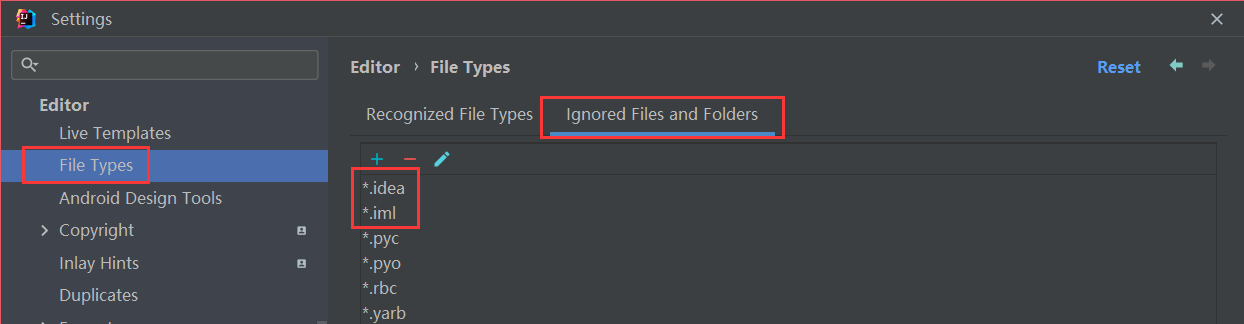 Settings
Editor
Live Templates
File Types
Android Design Tools
Copyright
Inlay Hints
Duplicates
Editor › File Types
Reset
Recognized File Types
Ignored Files and Folders
*.idea
*.iml
*.pyc
*.pyo
*.rbc
*.yarb